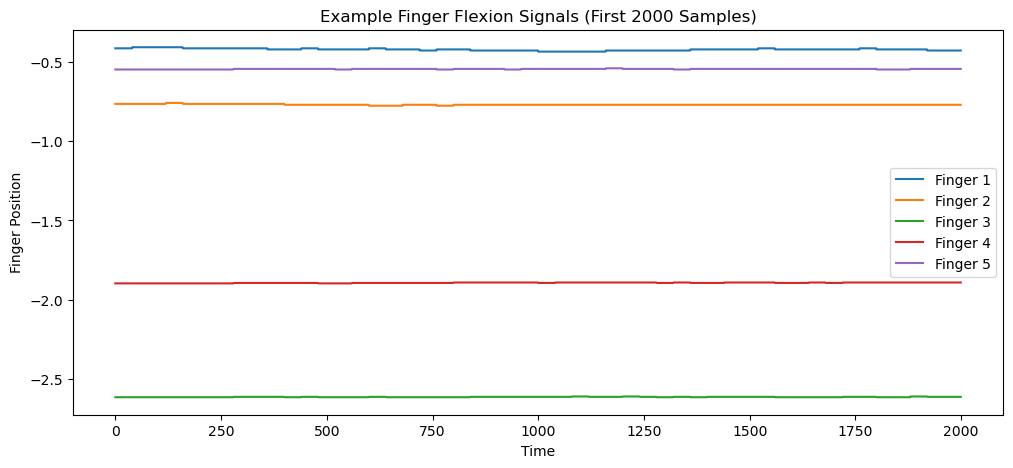 Example Finger Flexion Signals (First 2000 Samples)
Finger Position
−0.5
−1.0
−1.5
−2.0
−2.5
Finger 1
Finger 2
Finger 3
Finger 4
Finger 5
0 250 500 750 1000 1250 1500 1750 2000
Time